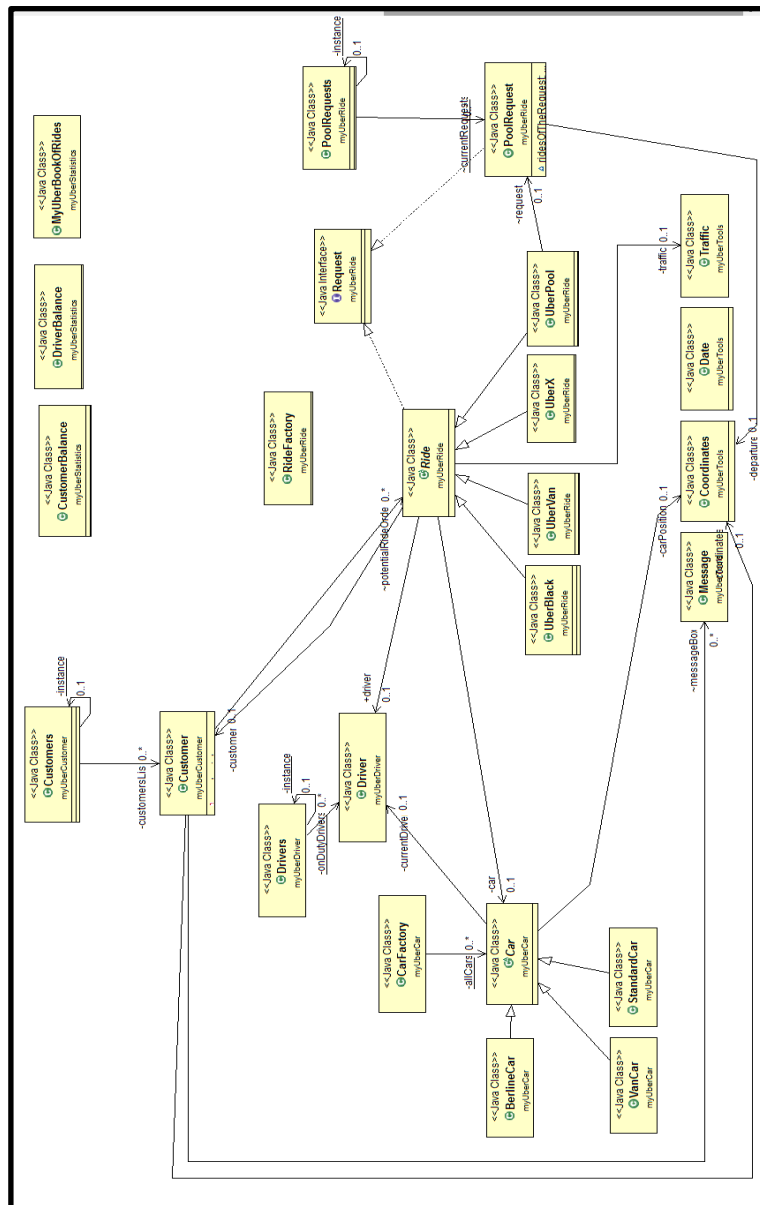 <<Java Class>>
Customers
myUberCustomer
-instance
0..1
<<Java Class>>
CustomerBalance
myUberStatistics
<<Java Class>>
DriverBalance
myUberStatistics
<<Java Class>>
MyUberBookOfRides
myUberStatistics
-customersLis 0..*
<<Java Class>>
Customer
myUberCustomer
-customer 0..1
<<Java Class>>
Drivers
myUberDriver
-instance
0..1
-onDutyDrivers 0..*
<<Java Class>>
RideFactory
myUberRide
<<Java Class>>
PoolRequests
myUberRide
-instance
0..1
<<Java Class>>
Driver
myUberDriver
+driver
0..1
-currentDrive 0..1
<<Java Interface>>
Request
myUberRide
<<Java Class>>
CarFactory
myUberCar
~potentialRideOrde 0..*
<<Java Class>>
Ride
myUberRide
~currentRequests
-allCars 0..*
-car
0..1
<<Java Class>>
Car
myUberCar
<<Java Class>>
PoolRequest
myUberRide
ridesOfTheRequest
<<Java Class>>
BerlineCar
myUberCar
<<Java Class>>
UberBlack
myUberRide
<<Java Class>>
UberVan
myUberRide
<<Java Class>>
UberX
myUberRide
<<Java Class>>
UberPool
myUberRide
~request
0..1
<<Java Class>>
VanCar
myUberCar
<<Java Class>>
StandardCar
myUberCar
~messageBox
0..*
-carPosition 0..1
-traffic 0..1
<<Java Class>>
Message
<<Java Class>>
Coordinates
myUberTools
<<Java Class>>
Date
myUberTools
<<Java Class>>
Traffic
myUberTools
coordinates
0..1
-departure 0..1